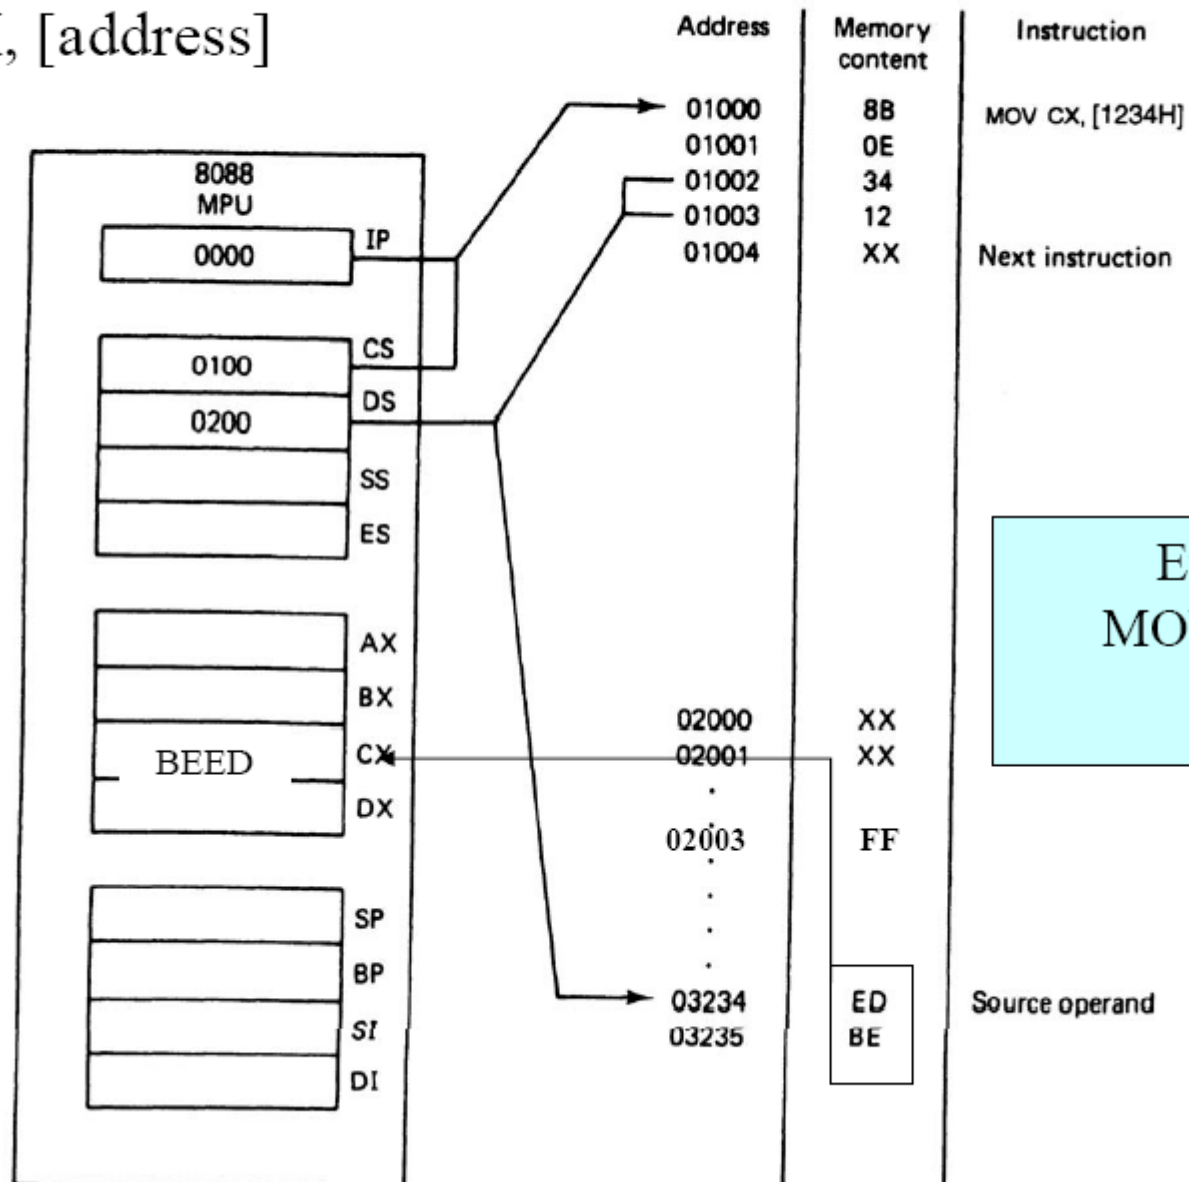 , [address]
Address Memory content Instruction
01000 8B MOV CX, [1234H]
01001 0E
01002 34
01003 12
01004 XX Next instruction
8088
MPU
0000 IP
0100 CS
0200 DS
SS
ES
AX
BX
BEED CX
DX
SP
BP
SI
DI
02000 XX
02001 XX
02003 FF
03234 ED Source operand
03235 BE
E
MO